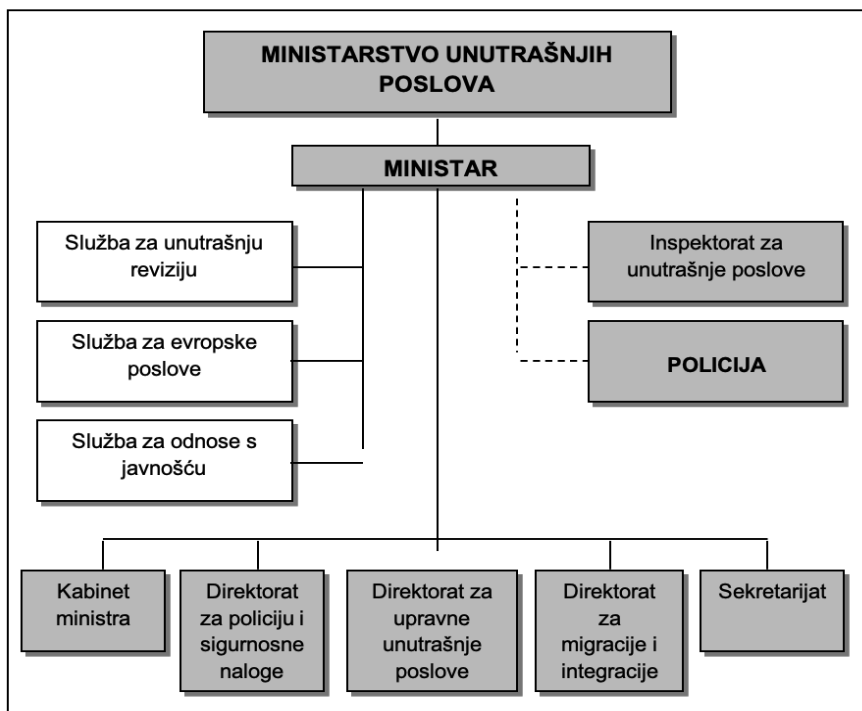 MINISTARSTVO UNUTRAŠNJIH
POSLOVA
MINISTAR
Služba za unutrašnju
reviziju
Inspektorat za
unutrašnje poslove
Služba za evropske
poslove
POLICIJA
Služba za odnose s
javnošću
Kabinet
ministra
Direktorat
za policiju i
sigurnosne
naloge
Direktorat za
upravne
unutrašnje
poslove
Direktorat
za
migracije i
integracije
Sekretarijat